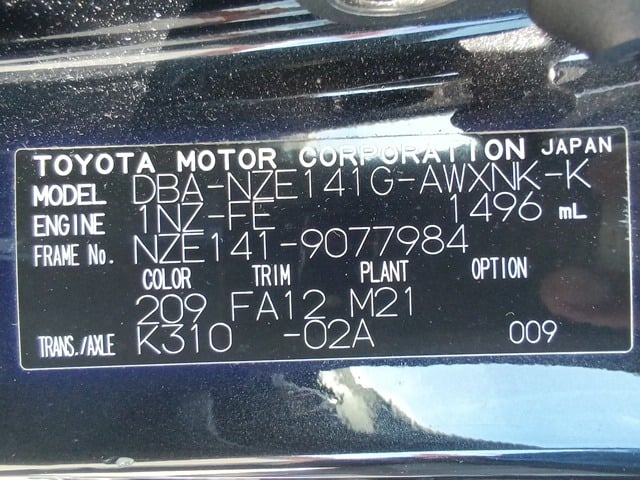 TOYOTA MOTOR CORPORATION JAPAN
MODEL DBA-NZE141G-AWXNK-K
ENGINE 1NZ-FE 1496 mL
FRAME No. NZE141-9077984
COLOR TRIM PLANT OPTION
209 FA12 M21
TRANS./AXLE K310 -02A 009